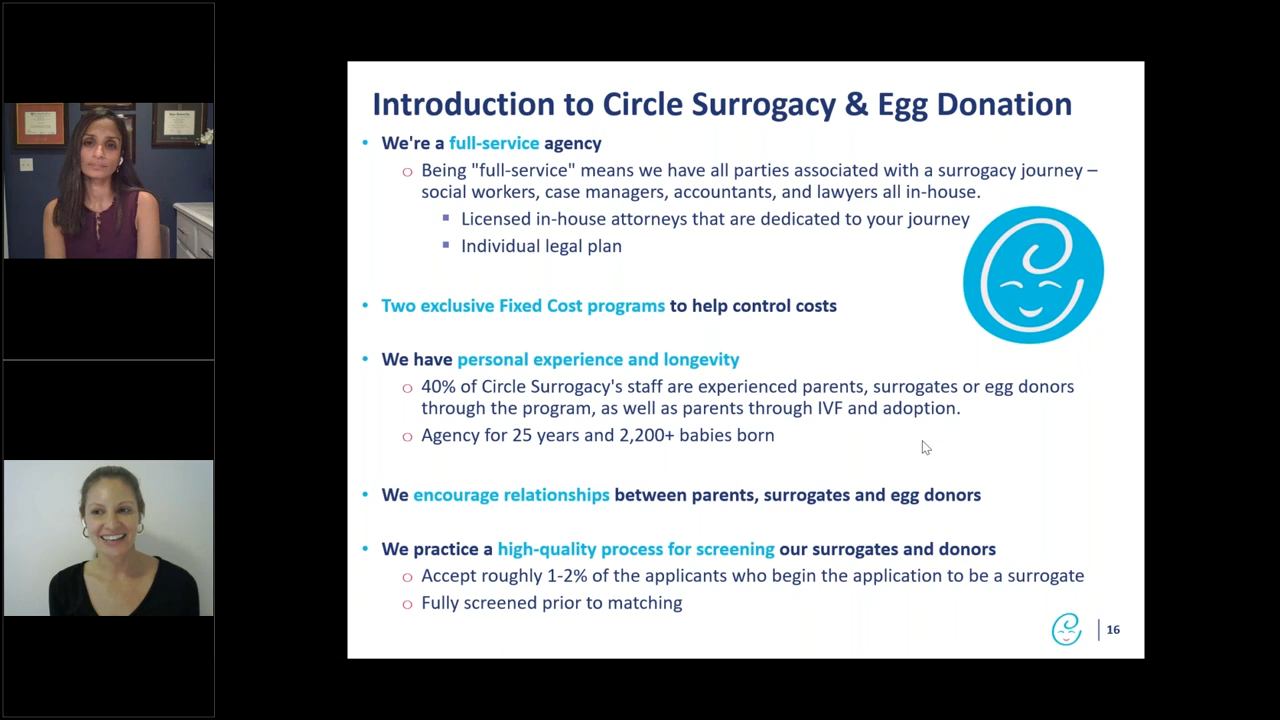 Introduction to Circle Surrogacy & Egg Donation
• We're a full-service agency
o Being "full-service" means we have all parties associated with a surrogacy journey –
social workers, case managers, accountants, and lawyers all in-house.
▪ Licensed in-house attorneys that are dedicated to your journey
▪ Individual legal plan
• Two exclusive Fixed Cost programs to help control costs
• We have personal experience and longevity
o 40% of Circle Surrogacy's staff are experienced parents, surrogates or egg donors
through the program, as well as parents through IVF and adoption.
o Agency for 25 years and 2,200+ babies born
• We encourage relationships between parents, surrogates and egg donors
• We practice a high-quality process for screening our surrogates and donors
o Accept roughly 1-2% of the applicants who begin the application to be a surrogate
o Fully screened prior to matching
16